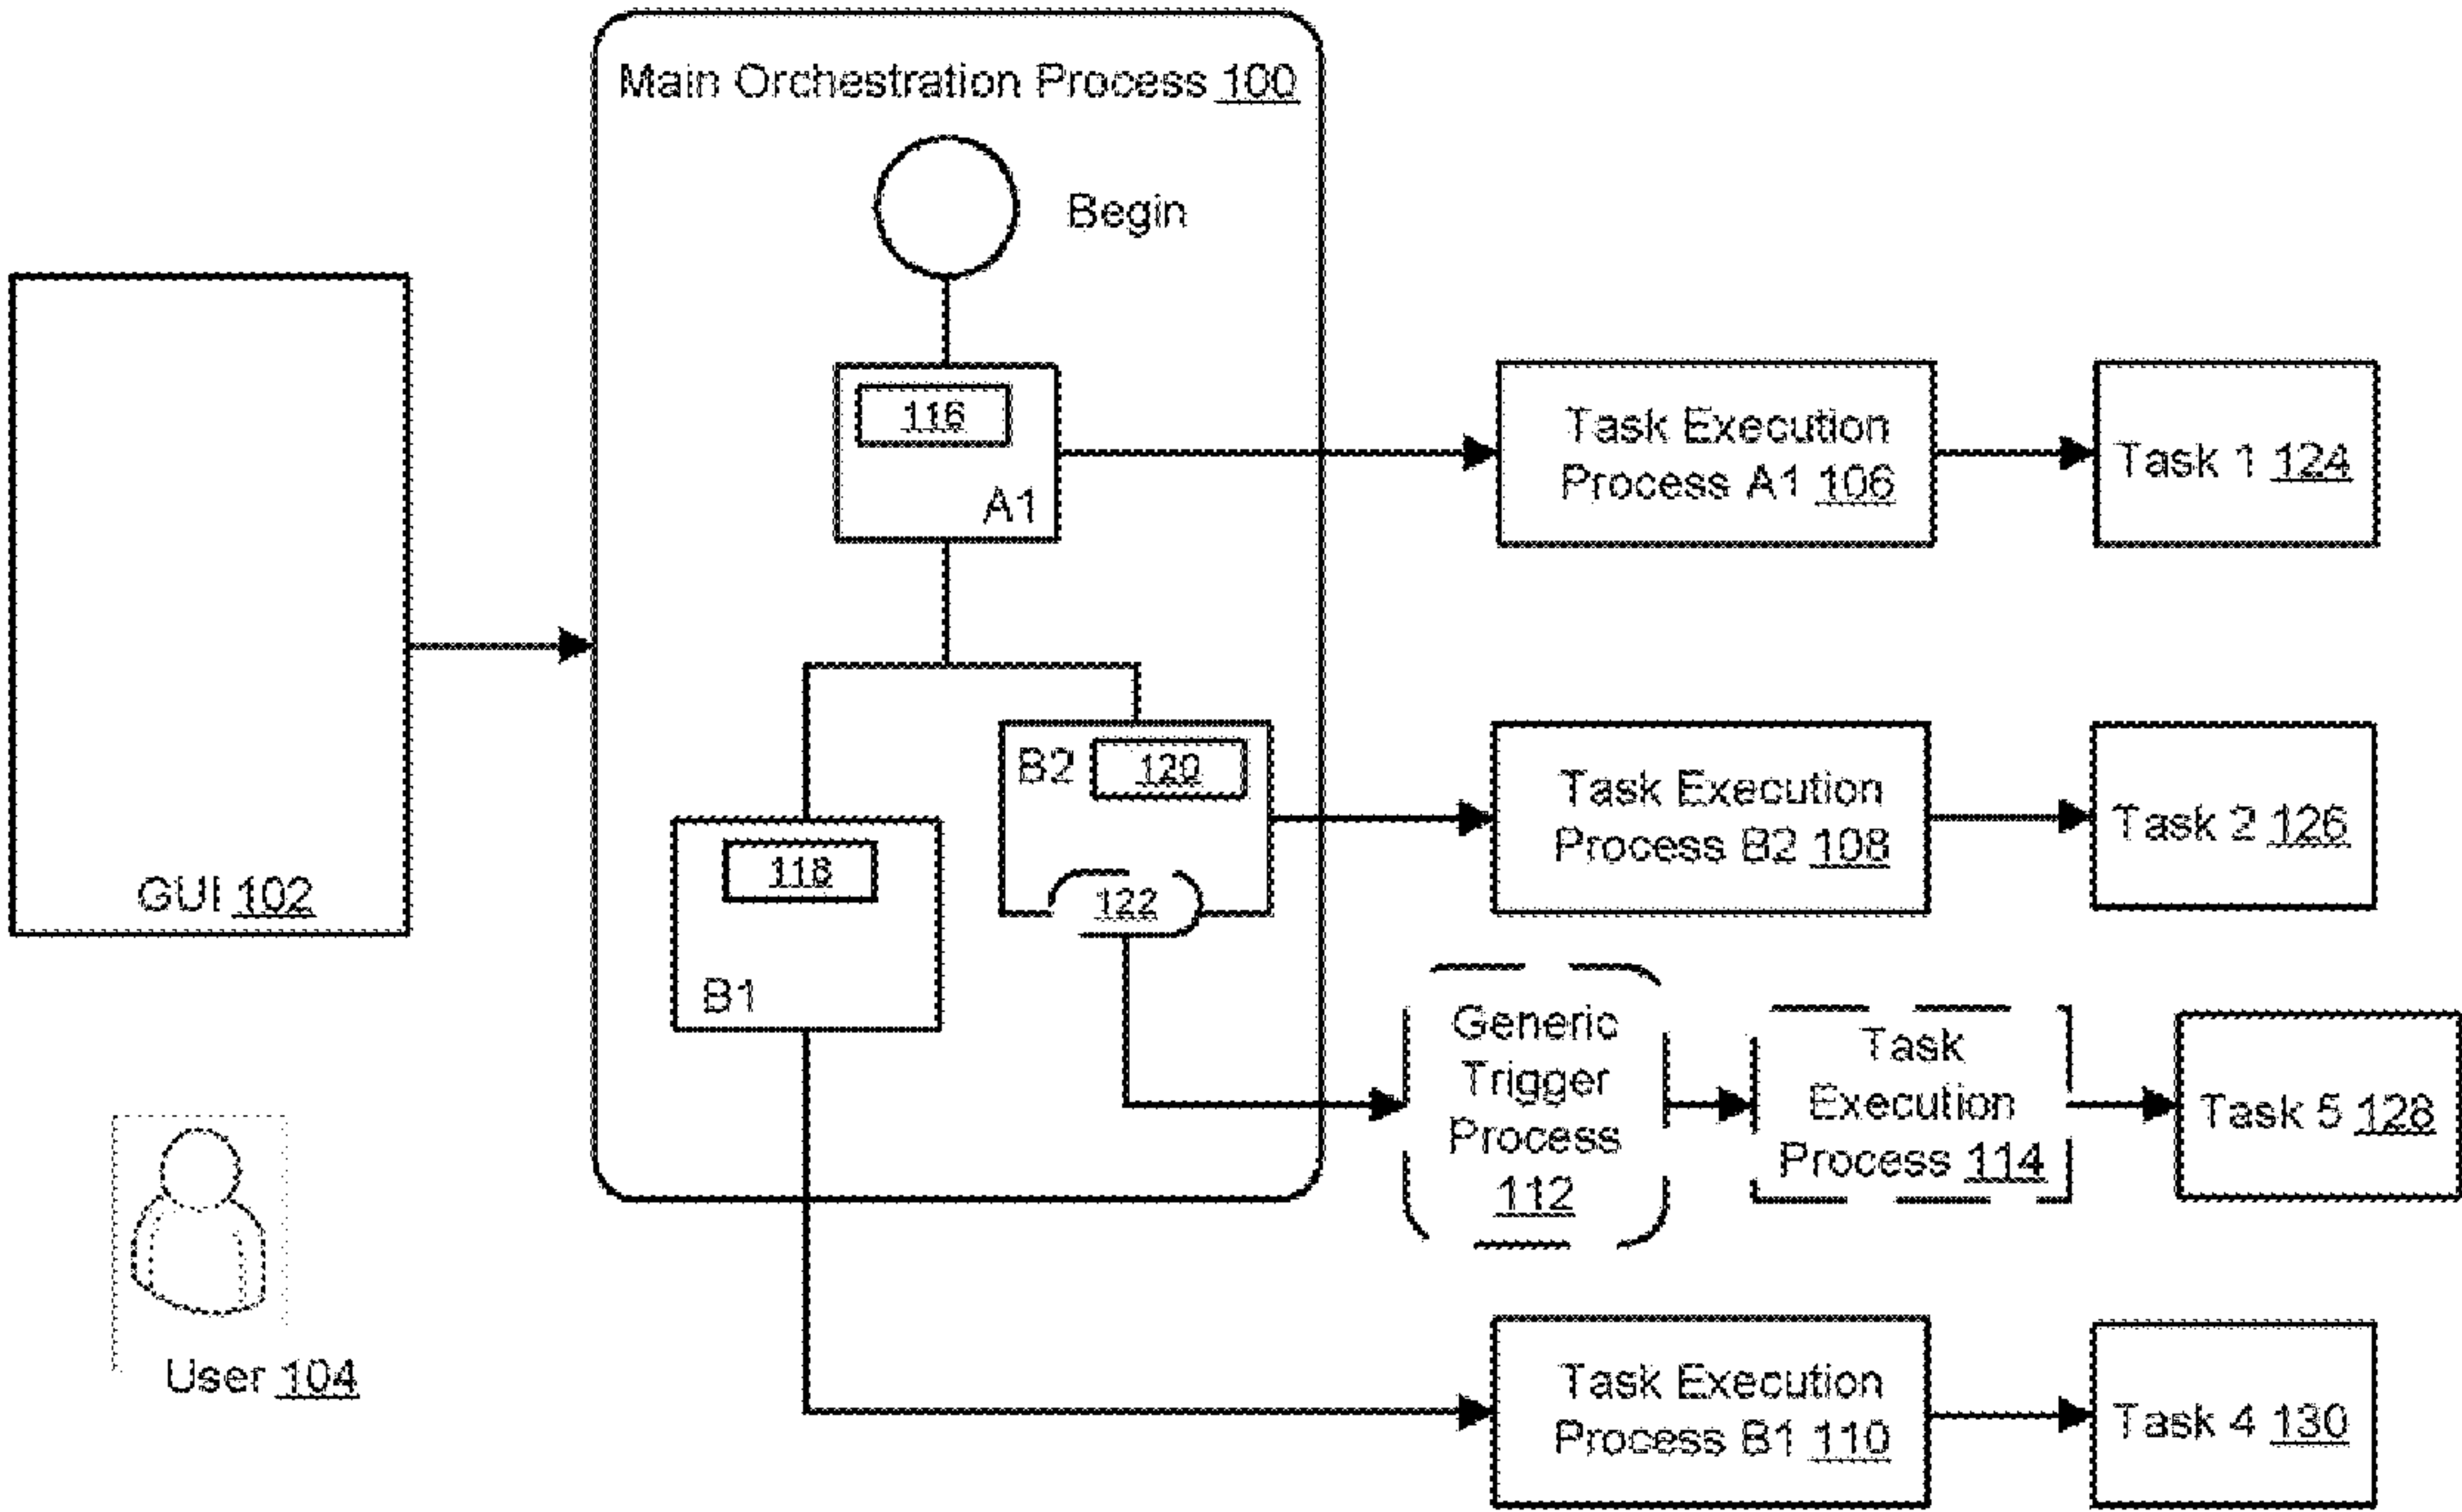 Main Orchestration Process 100
Begin
116
A1
Task Execution
Process A1 106
Task 1 124
B2
120
122
Task Execution
Process B2 108
Task 2 126
118
B1
GUI 102
Generic
Trigger
Process
112
Task
Execution
Process 114
Task 5 128
User 104
Task Execution
Process B1 110
Task 4 130